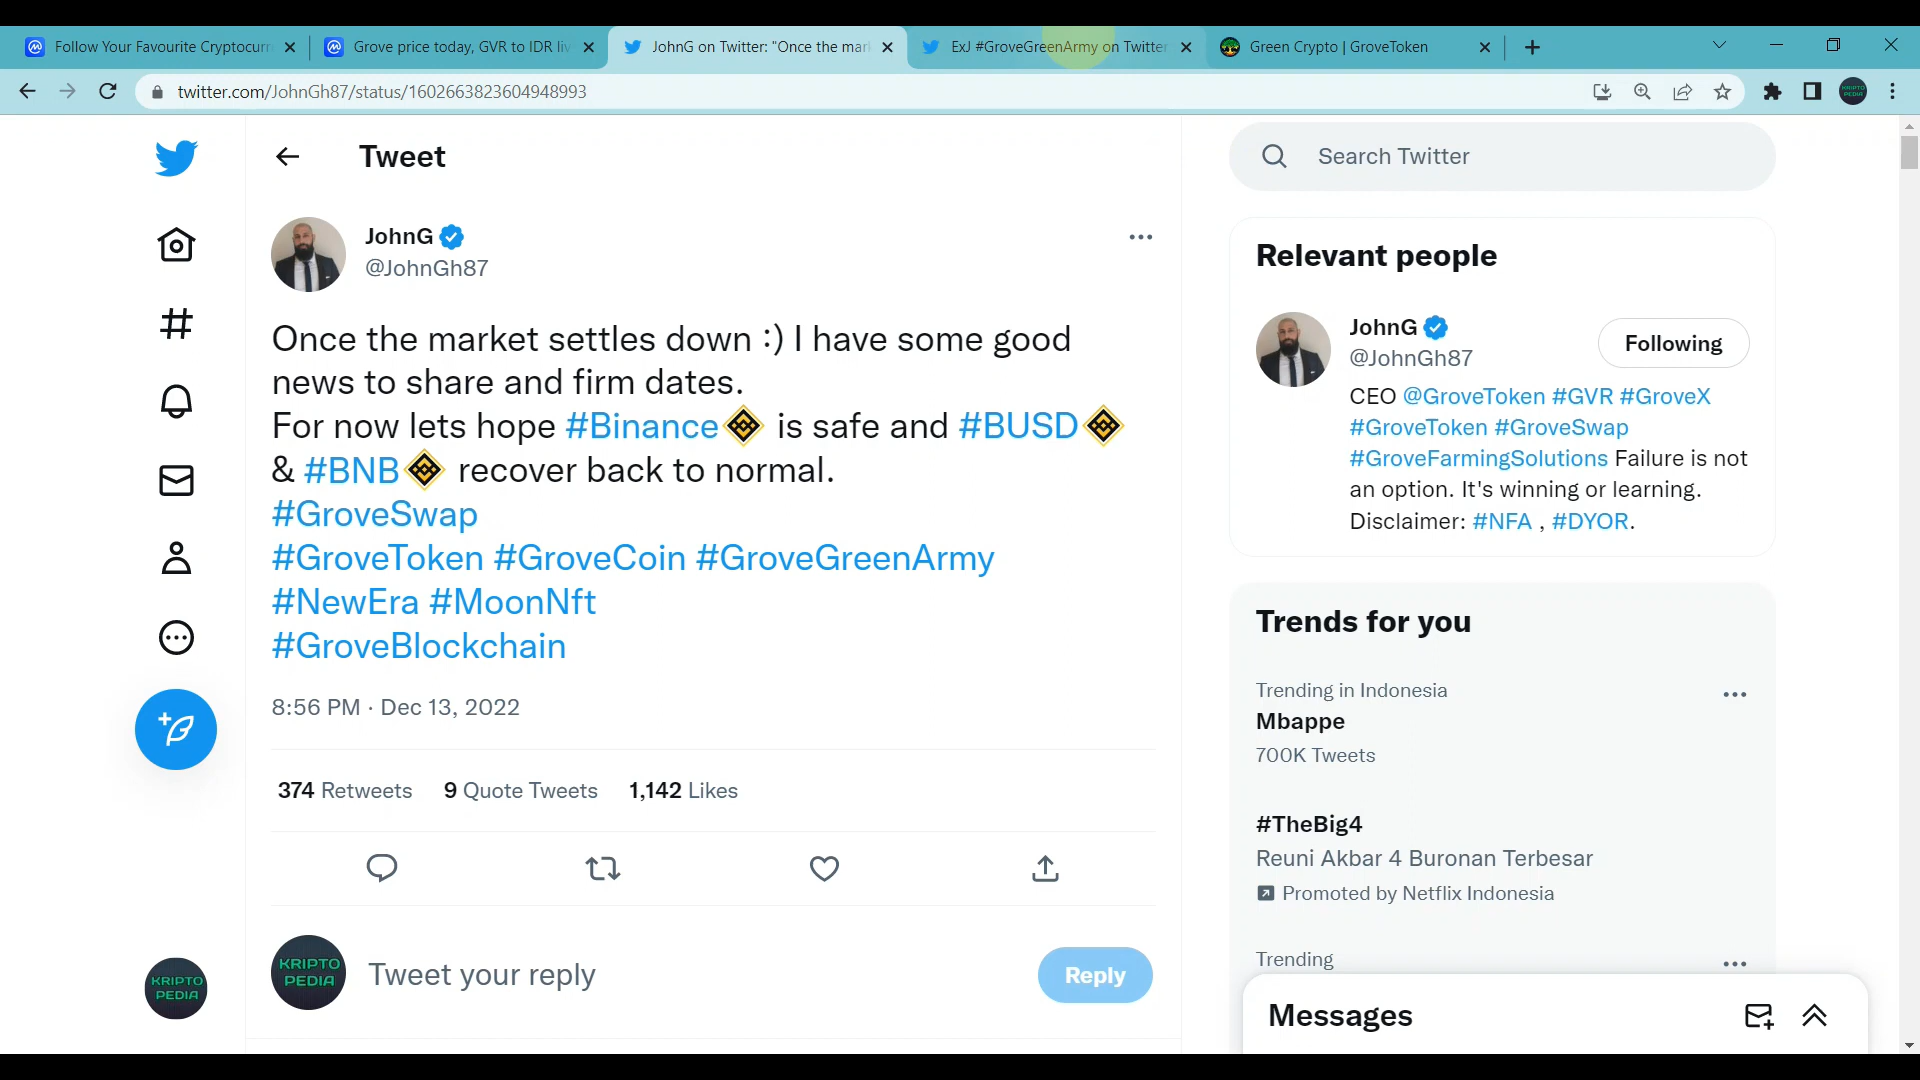 Follow Your Favourite Cryptocurr
Grove price today, GVR to IDR liv
JohnG on Twitter: "Once the mark
ExJ #GroveGreenArmy on Twitter
Green Crypto | GroveToken
twitter.com/JohnGh87/status/1602663823604948993
Tweet
Search Twitter
JohnG
@JohnGh87
Once the market settles down :) I have some good
news to share and firm dates.
For now lets hope #Binance is safe and #BUSD
& #BNB recover back to normal.
#GroveSwap
#GroveToken #GroveCoin #GroveGreenArmy
#NewEra #MoonNft
#GroveBlockchain
8:56 PM · Dec 13, 2022
374 Retweets 9 Quote Tweets 1,142 Likes
KRIPTO
PEDIA
Tweet your reply
Reply
KRIPTO
PEDIA
Relevant people
JohnG
@JohnGh87
Following
CEO @GroveToken #GVR #GroveX
#GroveToken #GroveSwap
#GroveFarmingSolutions Failure is not
an option. It's winning or learning.
Disclaimer: #NFA , #DYOR.
Trends for you
Trending in Indonesia
Mbappe
700K Tweets
#TheBig4
Reuni Akbar 4 Buronan Terbesar
Promoted by Netflix Indonesia
Trending
Messages